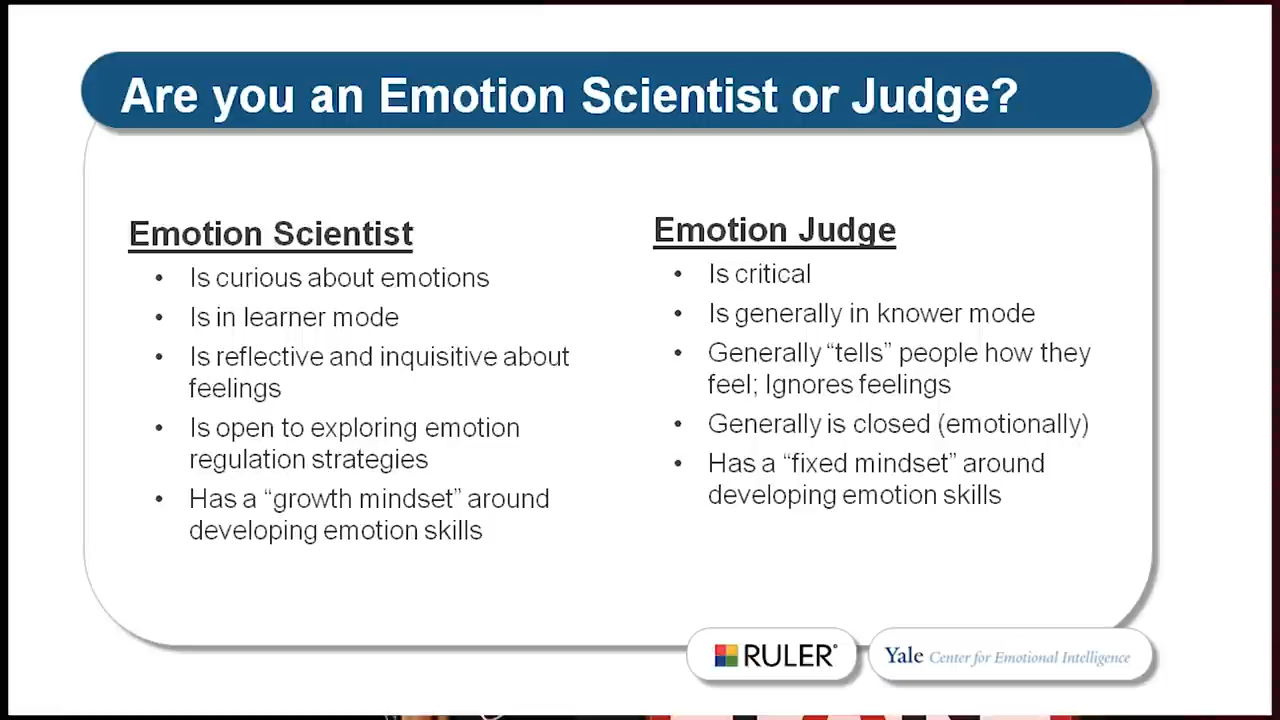 Are you an Emotion Scientist or Judge?
Emotion Scientist
• Is curious about emotions
• Is in learner mode
• Is reflective and inquisitive about
feelings
• Is open to exploring emotion
regulation strategies
• Has a “growth mindset” around
developing emotion skills
Emotion Judge
• Is critical
• Is generally in knower mode
• Generally “tells” people how they
feel; Ignores feelings
• Generally is closed (emotionally)
• Has a “fixed mindset” around
developing emotion skills
RULER®
Yale Center for Emotional Intelligence